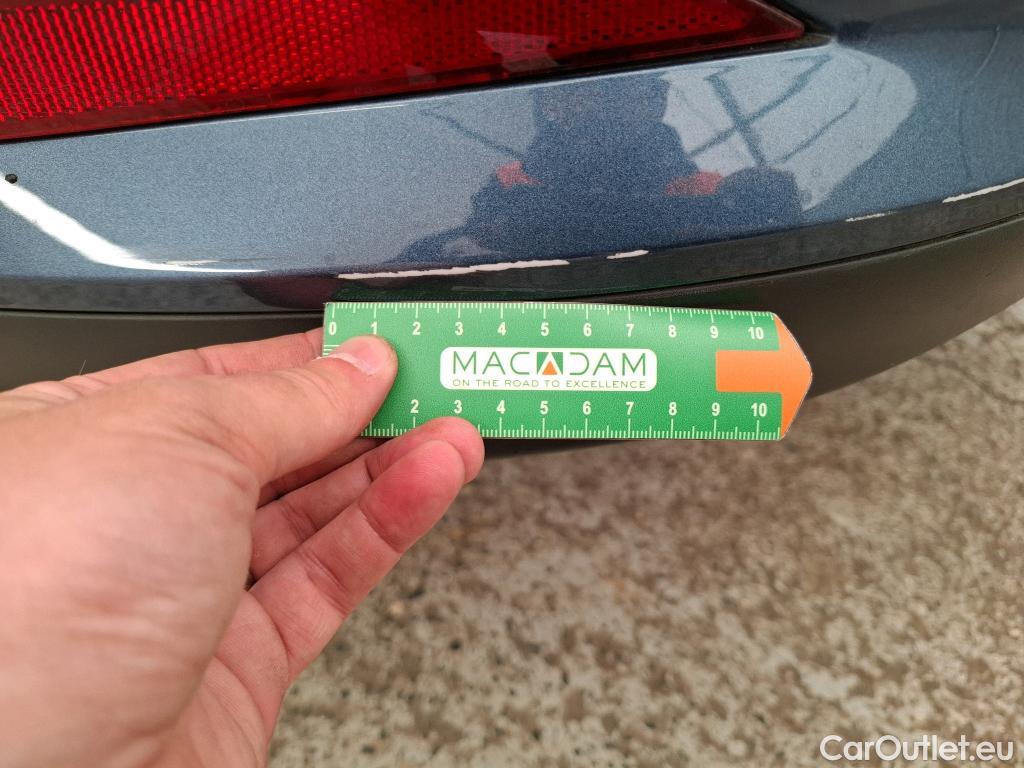 0 1 2 3 4 5 6 7 8 9 10
MACADAM
ON THE ROAD TO EXCELLENCE
2 3 4 5 6 7 8 9 10
CarOutlet.eu